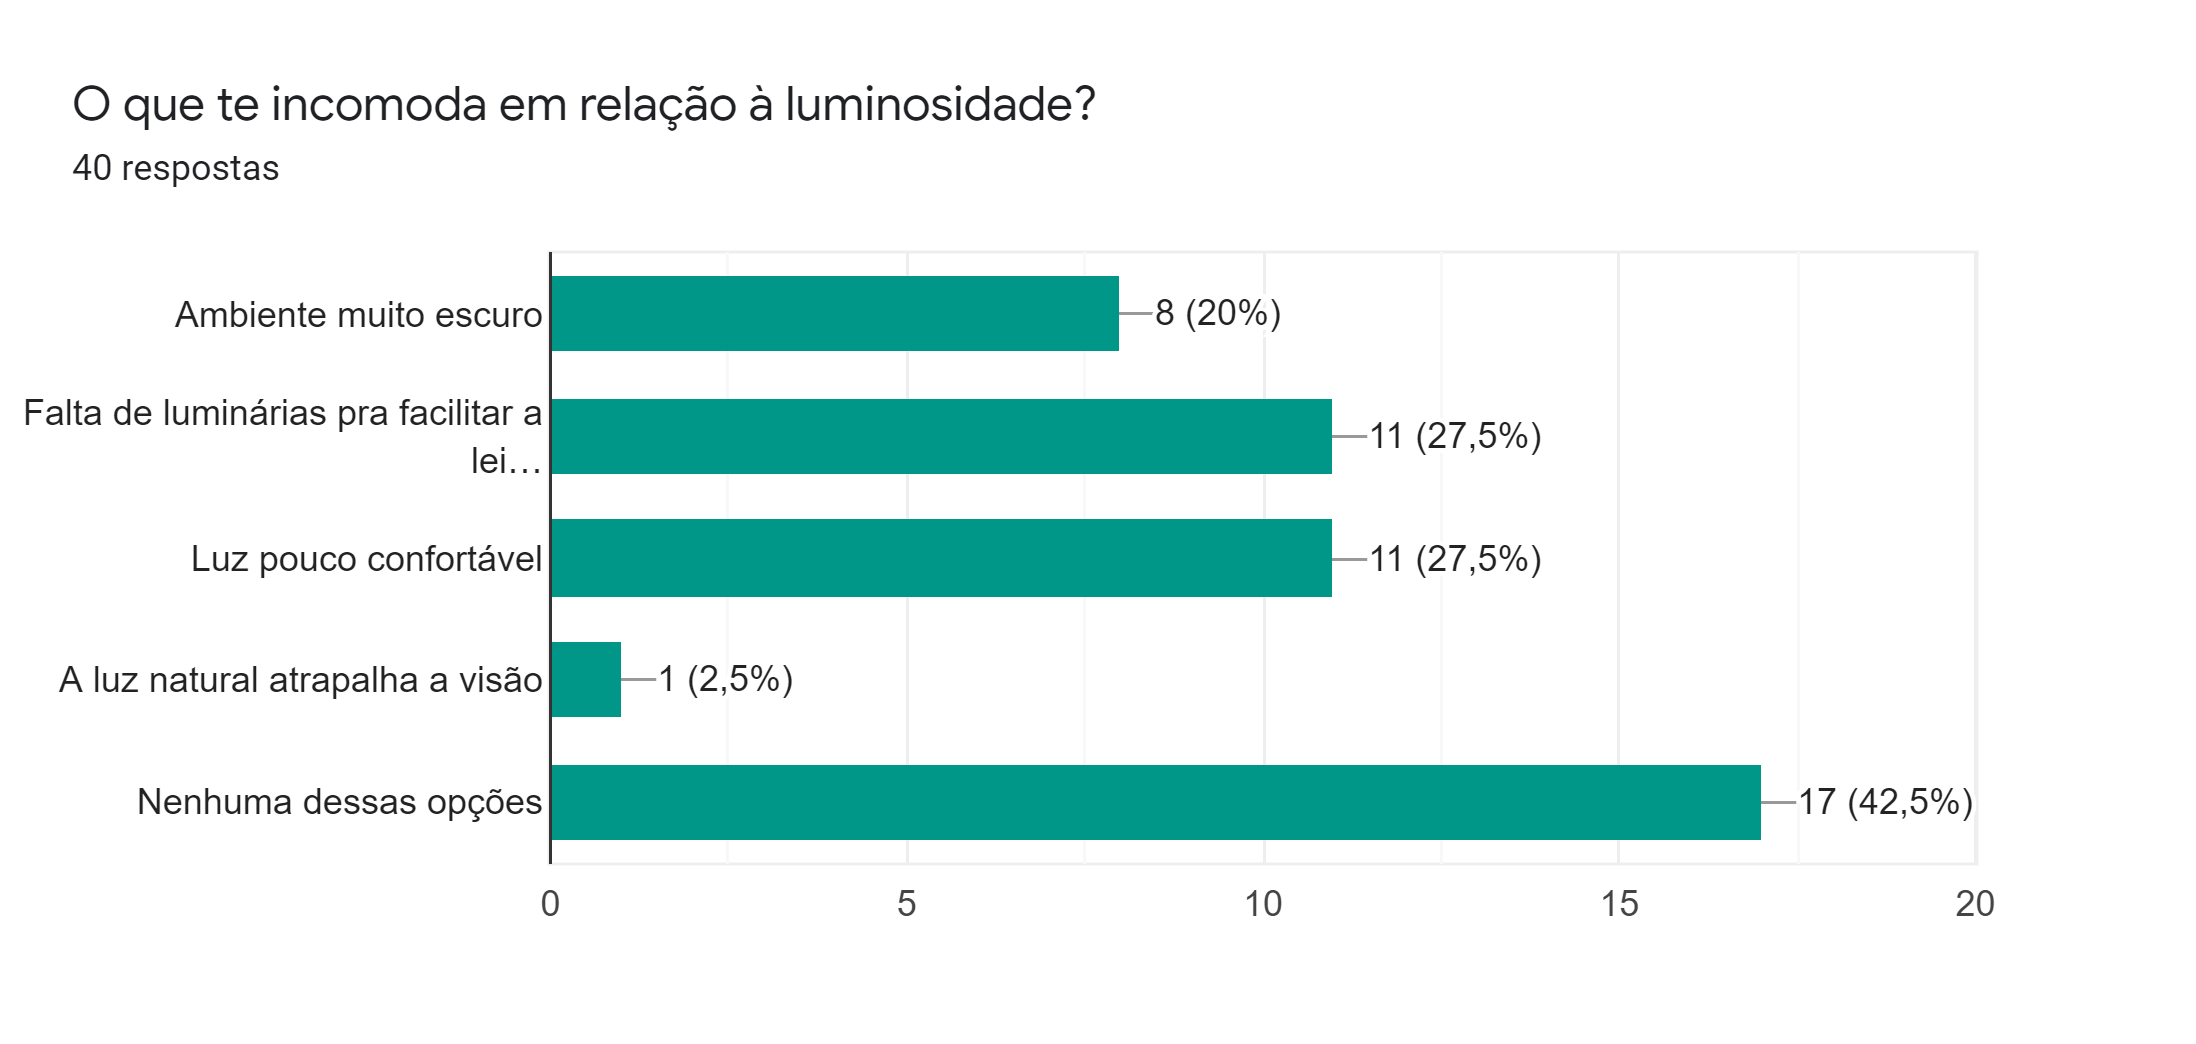 O que te incomoda em relação à luminosidade?
40 respostas
Ambiente muito escuro
8 (20%)
Falta de luminárias pra facilitar a
lei…
11 (27,5%)
Luz pouco confortável
11 (27,5%)
A luz natural atrapalha a visão
1 (2,5%)
Nenhuma dessas opções
17 (42,5%)
0 5 10 15 20